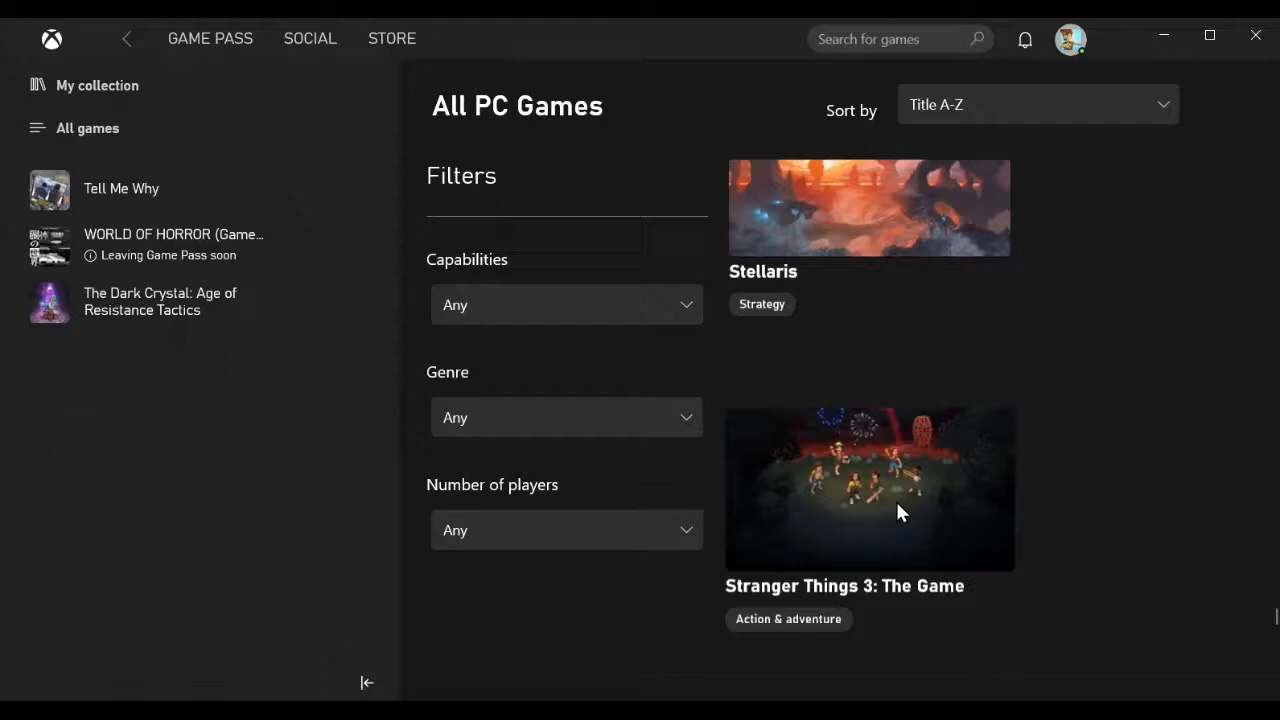 GAME PASS
SOCIAL
STORE
Search for games
My collection
All games
Tell Me Why
WORLD OF HORROR (Game...
Leaving Game Pass soon
The Dark Crystal: Age of
Resistance Tactics
All PC Games
Sort by
Title A-Z
Filters
Capabilities
Any
Genre
Any
Number of players
Any
Stellaris
Strategy
Stranger Things 3: The Game
Action & adventure